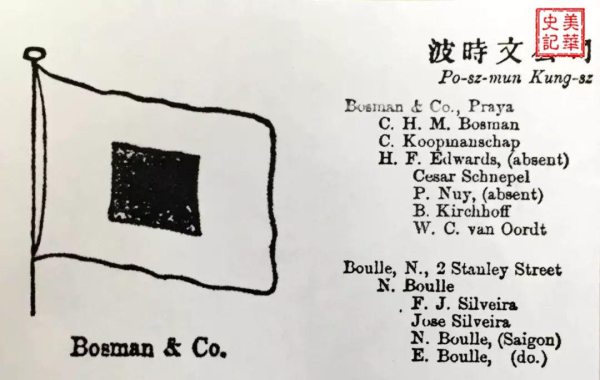 美華史記
波時文公司
Po-sz-mun Kung-sz
Bosman & Co., Praya
C. H. M. Bosman
C. Koopmanschap
H. F. Edwards, (absent)
Cesar Schnepel
P. Nuy, (absent)
B. Kirchhoff
W. C. van Oordt
Boulle, N., 2 Stanley Street
N. Boulle
F. J. Silveira
Jose Silveira
N. Boulle, (Saigon)
E. Boulle, (do.)
Bosman & Co.